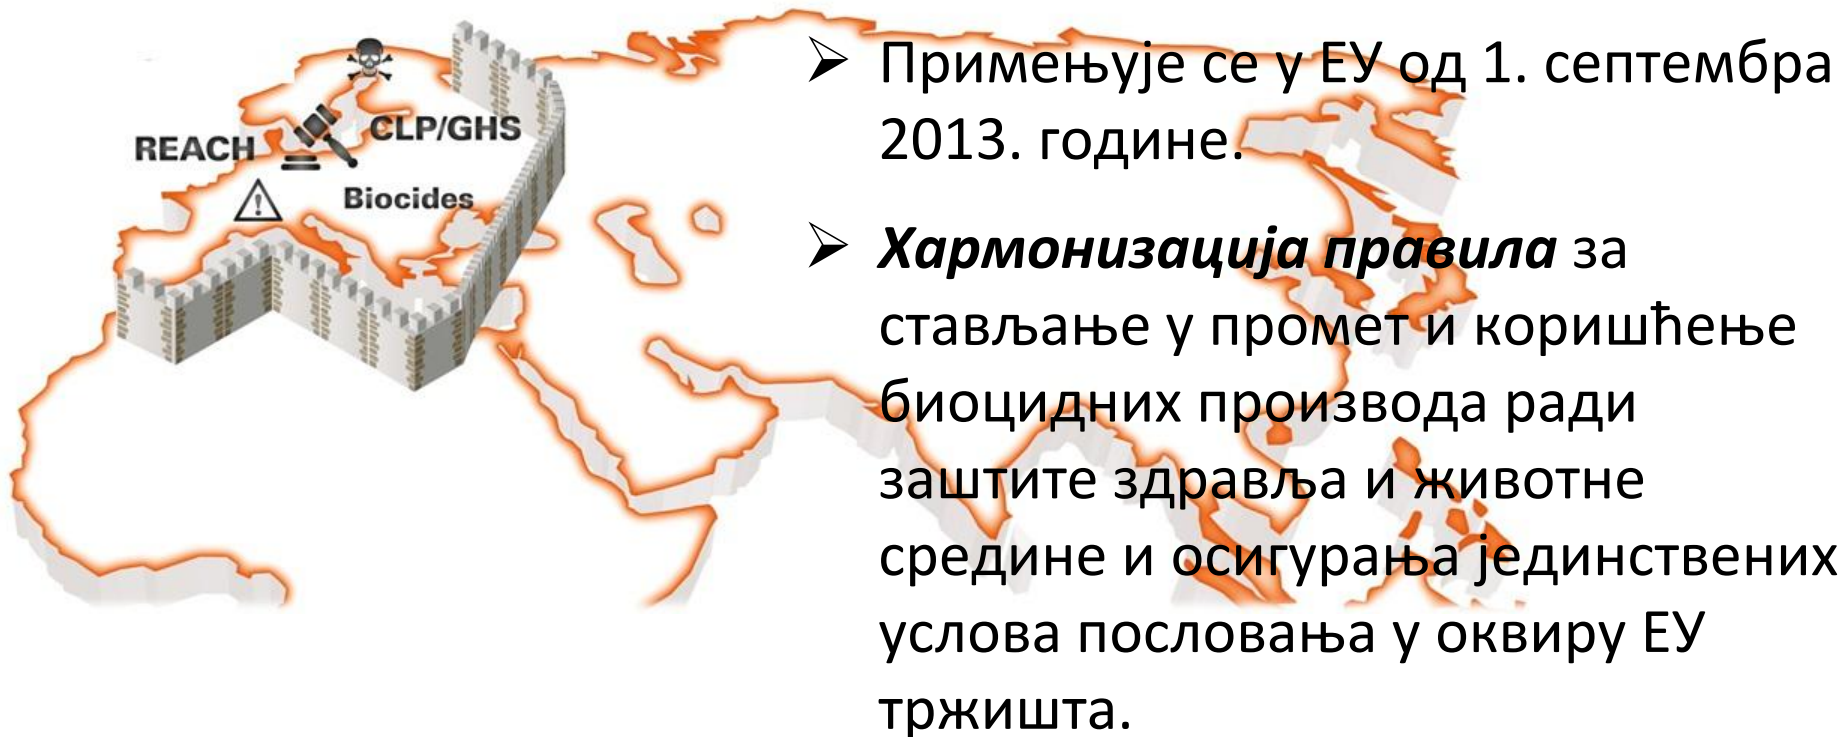 REACH
CLP/GHS
Biocides
➢ Примењује се у ЕУ од 1. септембра
2013. године.
➢ Хармонизација правила за
стављање у промет и коришћење
биоцидних производа ради
заштите здравља и животне
средине и осигурања јединствених
услова пословања у оквиру ЕУ
тржишта.